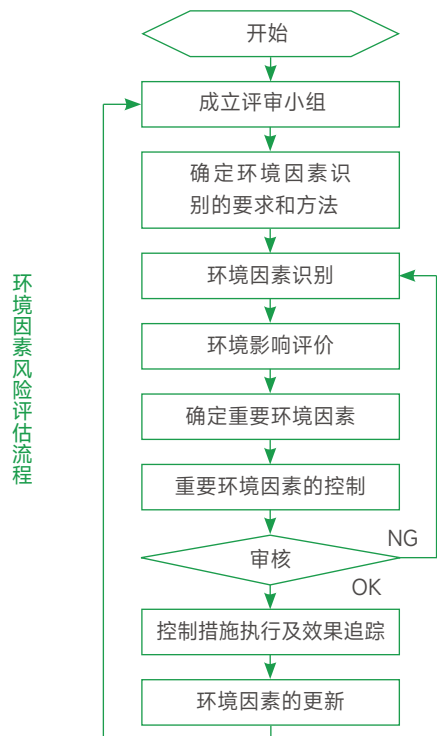 环境因素风险评估流程
开始
成立评审小组
确定环境因素识
别的要求和方法
环境因素识别
环境影响评价
确定重要环境因素
重要环境因素的控制
审核
NG
OK
控制措施执行及效果追踪
环境因素的更新